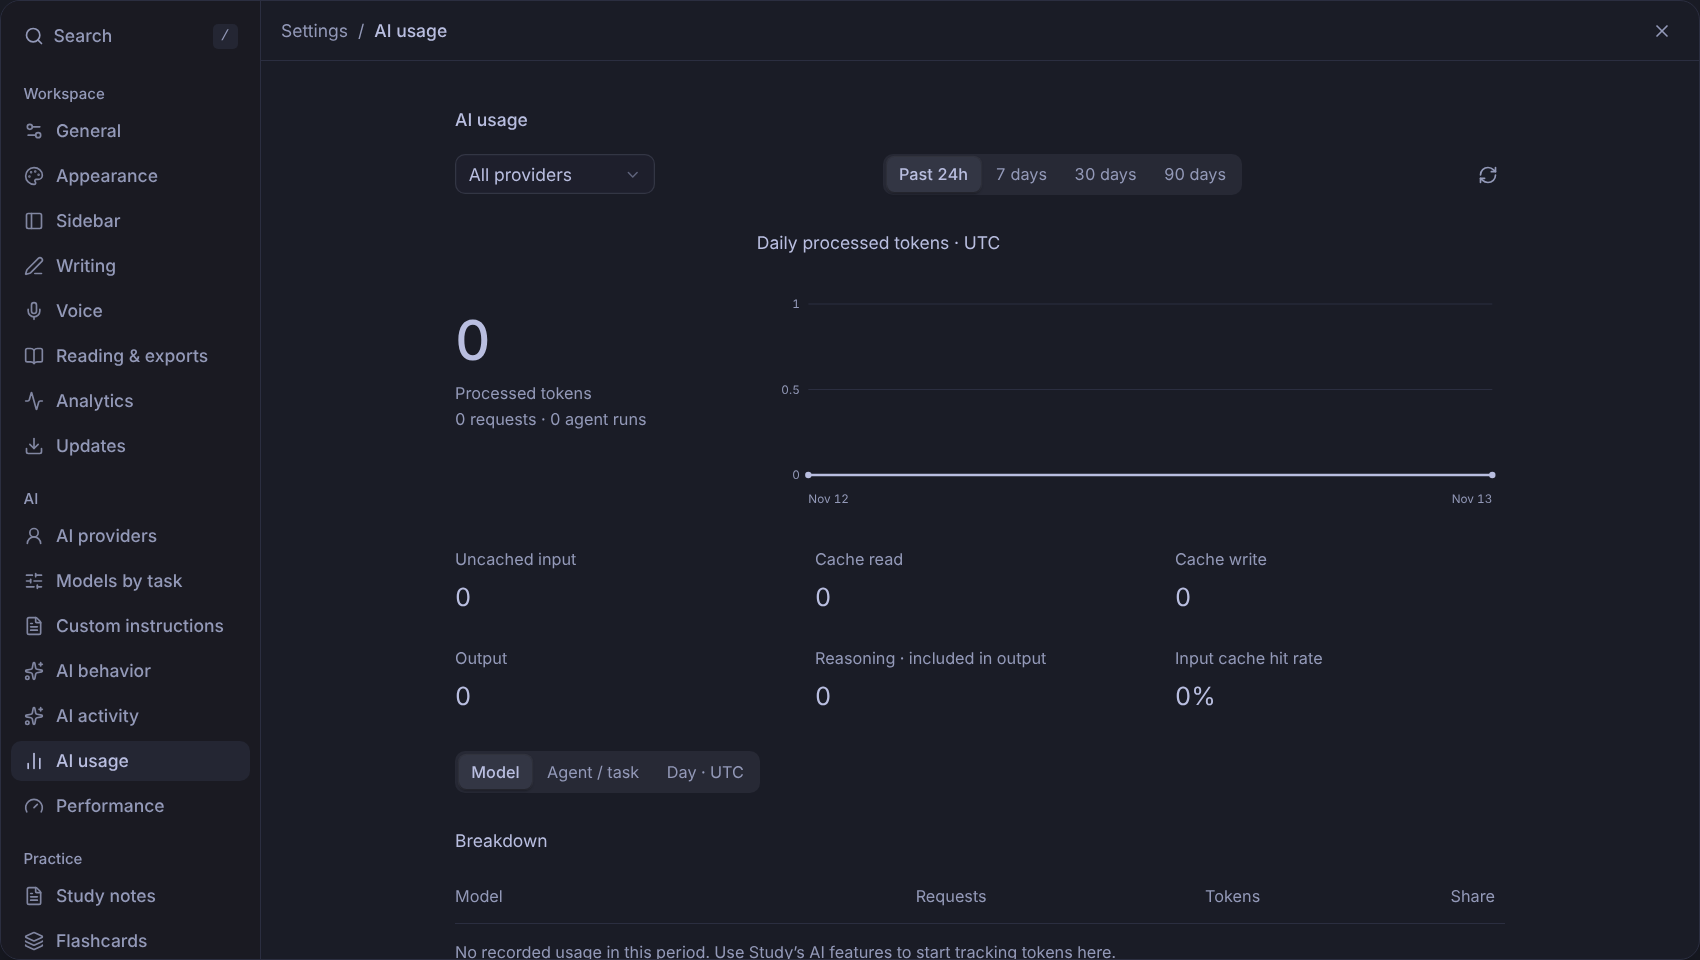 Search
/
Workspace
General
Appearance
Sidebar
Writing
Voice
Reading & exports
Analytics
Updates
AI
AI providers
Models by task
Custom instructions
AI behavior
AI activity
AI usage
Performance
Practice
Study notes
Flashcards
Settings / AI usage
AI usage
All providers
Past 24h 7 days 30 days 90 days
Daily processed tokens · UTC
0
Processed tokens
0 requests · 0 agent runs
1
0.5
0
Nov 12 Nov 13
Uncached input Cache read Cache write
0 0 0
Output Reasoning · included in output Input cache hit rate
0 0 0%
Model Agent / task Day · UTC
Breakdown
Model Requests Tokens Share
No recorded usage in this period. Use Study’s AI features to start tracking tokens here.